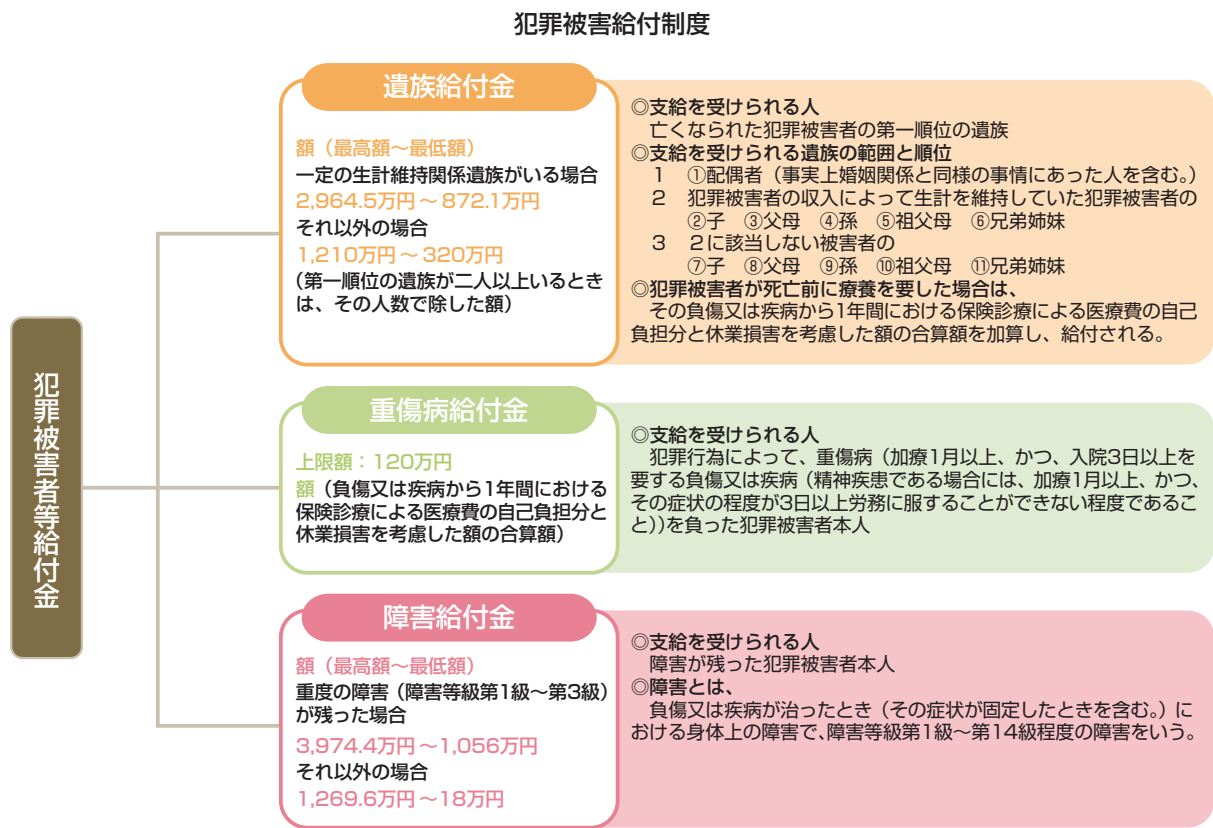 犯罪被害給付制度
犯罪被害者等給付金
遺族給付金
額（最高額～最低額）
一定の生計維持関係遺族がいる場合
2,964.5万円～872.1万円
それ以外の場合
1,210万円～320万円
（第一順位の遺族が二人以上いるとき
は、その人数で除した額）
◎支給を受けられる人
亡くなられた犯罪被害者の第一順位の遺族
◎支給を受けられる遺族の範囲と順位
1　①配偶者（事実上婚姻関係と同様の事情にあった人を含む。）
2　犯罪被害者の収入によって生計を維持していた犯罪被害者の
②子　③父母　④孫　⑤祖父母　⑥兄弟姉妹
3　２に該当しない被害者の
⑦子　⑧父母　⑨孫　⑩祖父母　⑪兄弟姉妹
◎犯罪被害者が死亡前に療養を要した場合は、
その負傷又は疾病から1年間における保険診療による医療費の自己
負担分と休業損害を考慮した額の合算額を加算し、給付される。
重傷病給付金
上限額：120万円
額（負傷又は疾病から1年間における
保険診療による医療費の自己負担分と
休業損害を考慮した額の合算額）
◎支給を受けられる人
犯罪行為によって、重傷病（加療1月以上、かつ、入院3日以上を
要する負傷又は疾病（精神疾患である場合には、加療1月以上、かつ、
その症状の程度が3日以上労務に服することができない程度であるこ
と））を負った犯罪被害者本人
障害給付金
額（最高額～最低額）
重度の障害（障害等級第1級～第3級）
が残った場合
3,974.4万円～1,056万円
それ以外の場合
1,269.6万円～18万円
◎支給を受けられる人
障害が残った犯罪被害者本人
◎障害とは、
負傷又は疾病が治ったとき（その症状が固定したときを含む。）に
おける身体上の障害で、障害等級第1級～第14級程度の障害をいう。